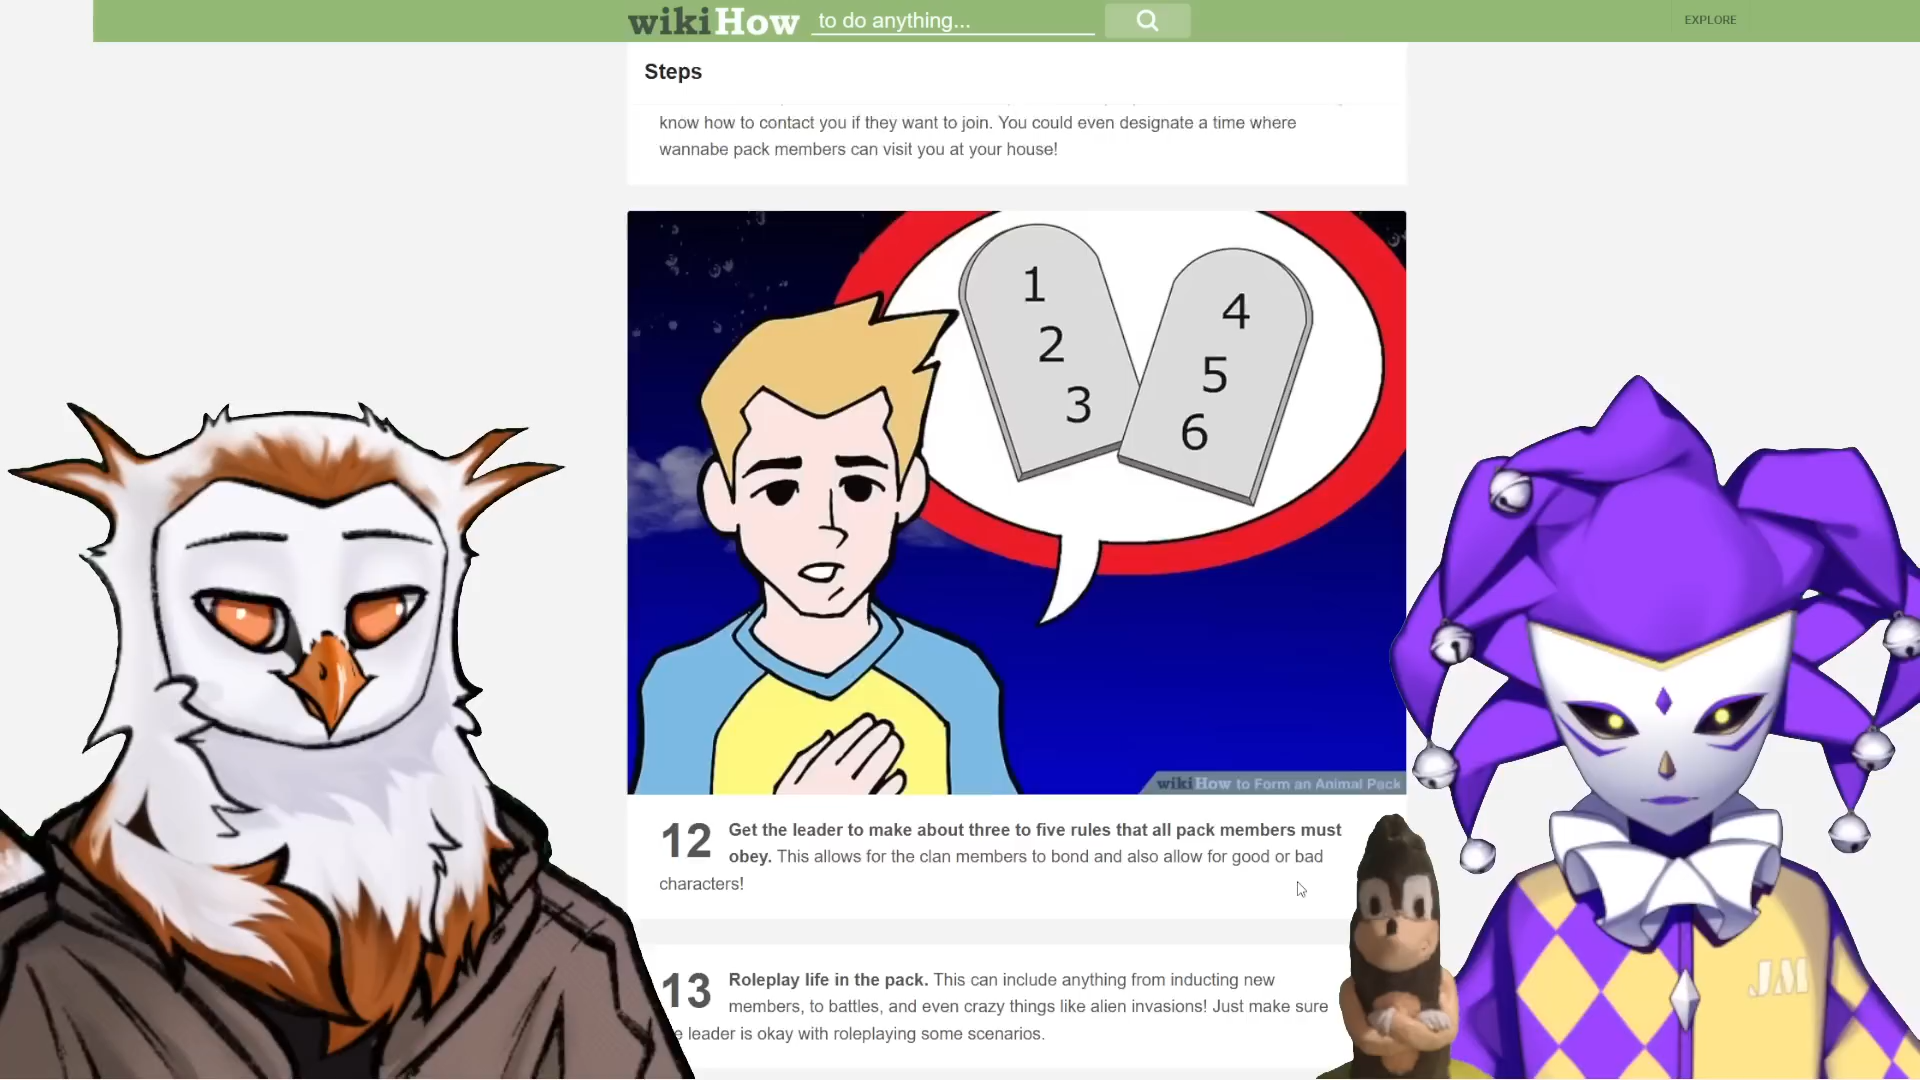 wikiHow to do anything...
EXPLORE
Steps
know how to contact you if they want to join. You could even designate a time where
wannabe pack members can visit you at your house!
1
2
3
4
5
6
wikiHow to Form an Animal Pack
12 Get the leader to make about three to five rules that all pack members must
obey. This allows for the clan members to bond and also allow for good or bad
characters!
13 Roleplay life in the pack. This can include anything from inducting new
members, to battles, and even crazy things like alien invasions! Just make sure
leader is okay with roleplaying some scenarios.
JM